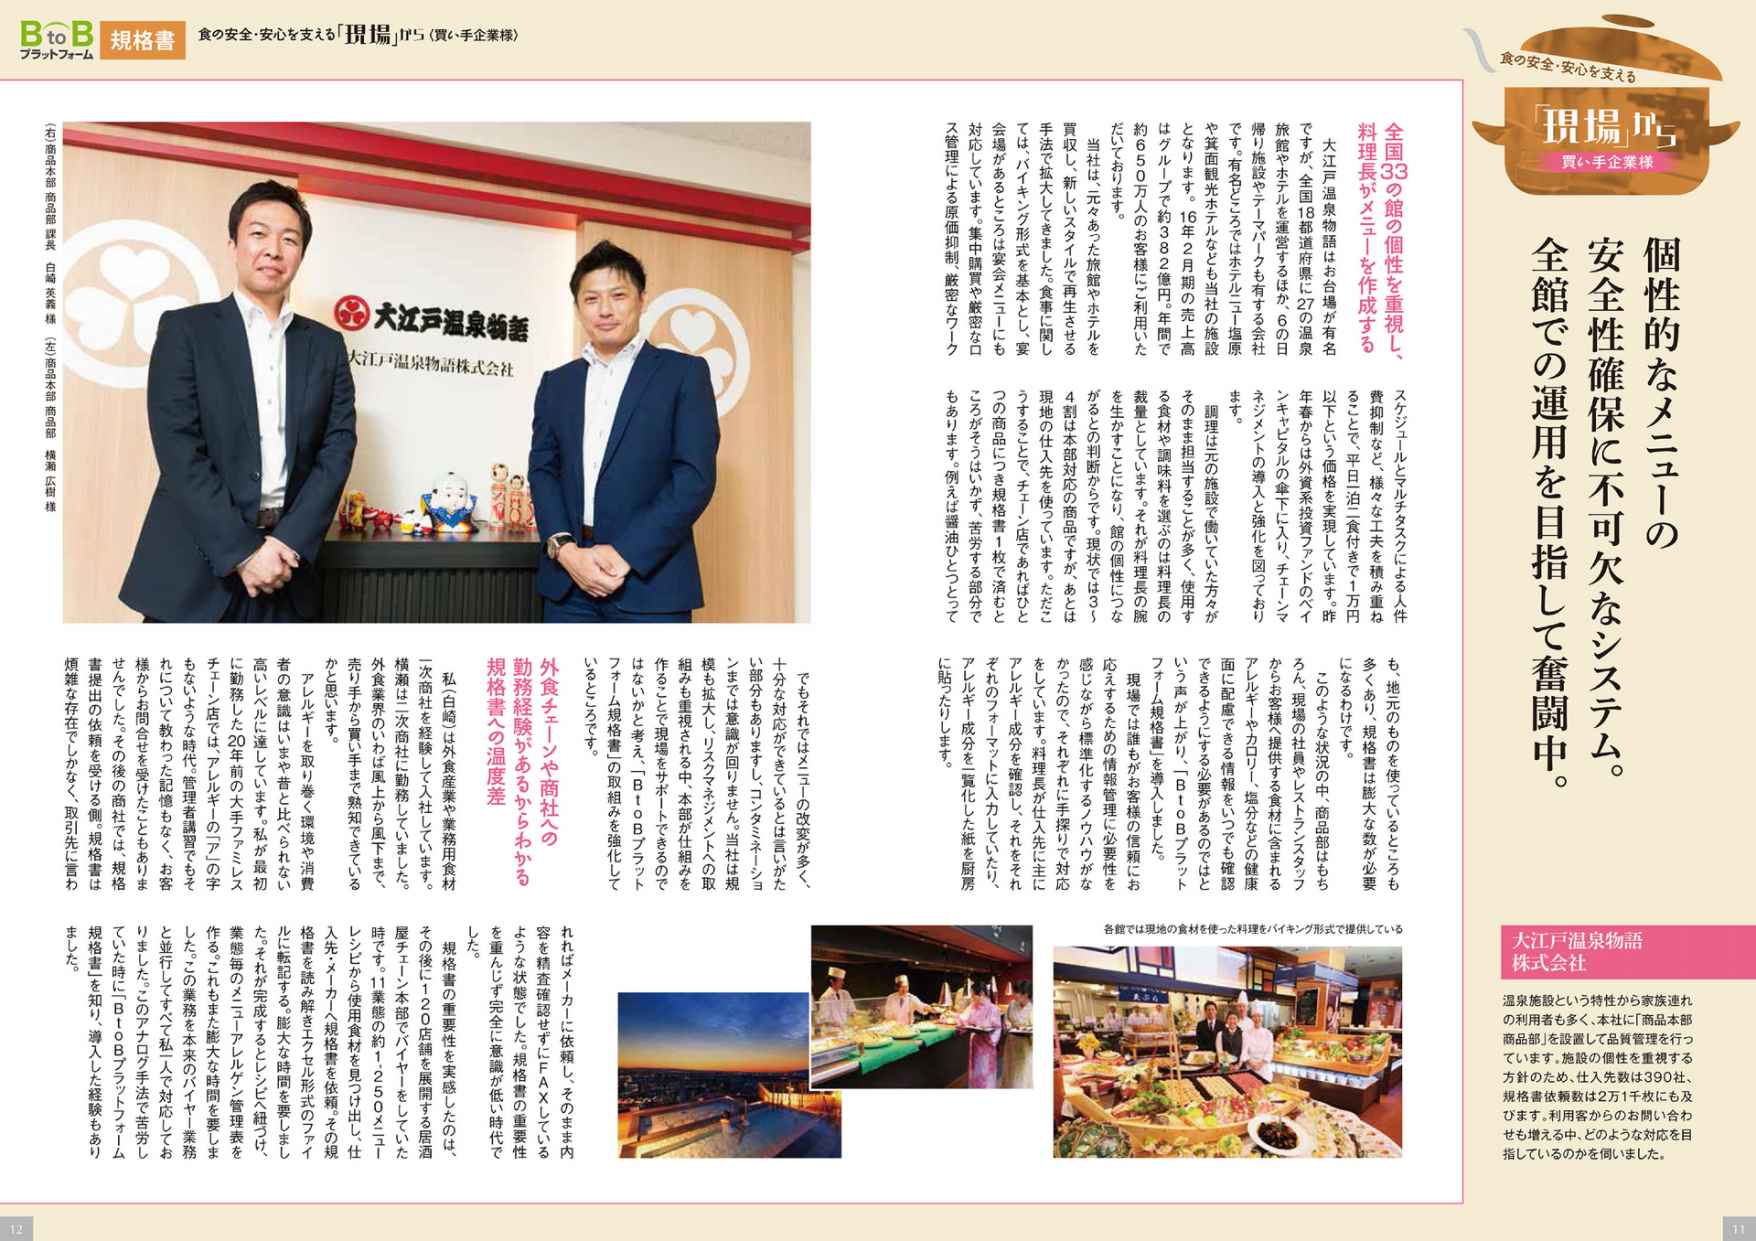 BtoB
プラットフォーム
規格書
食の安全・安心を支える「現場」から〈買い手企業様〉
食の安全・安心を支える
「現場」から
買い手企業様
個性的なメニューの
安全性確保に不可欠なシステム。
全館での運用を目指して奮闘中。
大江戸温泉物語
株式会社
温泉施設という特性から家族連れ
の利用者も多く、本社に「商品本部
商品部」を設置して品質管理を行っ
ています。施設の個性を重視する
方針のため、仕入先数は390社、
規格書依頼数は2万1千枚にも及
びます。利用客からのお問い合わ
せも増える中、どのような対応を目
指しているのかを伺いました。
全国33の館の個性を重視し、
料理長がメニューを作成する
大江戸温泉物語はお台場が有名
ですが、全国18都道府県に27の温泉
旅館やホテルを運営するほか、6の日
帰り施設やテーマパークも有する会社
です。有名どころではホテルニュー塩原
や箕面観光ホテルなども当社の施設
となります。16年2月期の売上高
はグループで約382億円。年間で
約650万人のお客様にご利用いた
だいております。
当社は、元々あった旅館やホテルを
買収し、新しいスタイルで再生させる
手法で拡大してきました。食事に関し
ては、バイキング形式を基本とし、宴
会場があるところは宴会メニューにも
対応しています。集中購買や厳密なロ
ス管理による原価抑制、厳密なワーク
スケジュールとマルチタスクによる人件
費抑制など、様々な工夫を積み重ね
ることで、平日一泊二食付きで1万円
以下という価格を実現しています。昨
年春からは外資系投資ファンドのベイ
ンキャピタルの傘下に入り、チェーンマ
ネジメントの導入と強化を図っており
ます。
調理は元の施設で働いていた方々が
そのまま担当することが多く、使用す
る食材や調味料を選ぶのは料理長の
裁量としています。それが料理長の腕
を生かすことになり、館の個性につな
がるとの判断からです。現状では3～
4割は本部対応の商品ですが、あとは
現地の仕入先を使っています。ただこ
うすることで、チェーン店であればひと
つの商品につき規格書1枚で済むと
ころがそうはいかず、苦労する部分で
もあります。例えば醤油ひとつとって
も、地元のものを使っているところも
多くあり、規格書は膨大な数が必要
になるわけです。
このような状況の中、商品部はもち
ろん、現場の社員やレストランスタッフ
からお客様へ提供する食材に含まれる
アレルギーやカロリー、塩分などの健康
面に配慮できる情報をいつでも確認
できるようにする必要があるのではと
いう声が上がり、「BtoBプラット
フォーム規格書」を導入しました。
現場では誰もがお客様の信頼にお
応えするための情報管理に必要性を
感じながら標準化するノウハウがな
かったので、それぞれに手探りで対応
をしています。料理長が仕入先に主に
アレルギー成分を確認し、それをそれ
ぞれのフォーマットに入力していたり、
アレルギー成分を一覧化した紙を厨房
に貼ったりします。
各館では現地の食材を使った料理をバイキング形式で提供している
大江戸温泉物語
大江戸温泉物語株式会社
（右）商品本部 商品部 課長 白崎 英義 様 （左）商品本部 商品部 横瀬 広樹 様
でもそれではメニューの改変が多く、
十分な対応ができているとは言いがた
い部分もありますし、コンタミネーショ
ンまでは意識が回りません。当社は規
模も拡大し、リスクマネジメントへの取
組みも重視される中、本部が仕組みを
作ることで現場をサポートできるので
はないかと考え、「BtoBプラット
フォーム規格書」の取組みを強化して
いるところです。
外食チェーンや商社への
勤務経験があるからわかる
規格書への温度差
私（白崎）は外食産業や業務用食材
一次商社を経験して入社しています。
横瀬は二次商社に勤務していました。
外食業界のいわば風上から風下まで、
売り手から買い手まで熟知できている
かと思います。
アレルギーを取り巻く環境や消費
者の意識はいまや昔と比べられない
高いレベルに達しています。私が最初
に勤務した20年前の大手ファミレス
チェーン店では、アレルギーの「ア」の字
もないような時代。管理者講習でもそ
れについて教わった記憶もなく、お客
様からお問合せを受けたこともありま
せんでした。その後の商社では、規格
書提出の依頼を受ける側。規格書は
煩雑な存在でしかなく、取引先に言わ
れればメーカーに依頼し、そのまま内
容を精査確認せずにFAXしている
ような状態でした。規格書の重要性
を重んじず完全に意識が低い時代で
した。
規格書の重要性を実感したのは、
その後に120店舗を展開する居酒
屋チェーン本部でバイヤーをしていた
時です。11業態の約1,250メニュー
レシピから使用食材を見つけ出し、仕
入先・メーカーへ規格書を依頼。その規
格書を読み解きエクセル形式のファイ
ルに転記する。膨大な時間を要しまし
た。それが完成するとレシピへ紐づけ、
業態毎のメニューアレルゲン管理表を
作る。これもまた膨大な時間を要しま
した。この業務を本来のバイヤー業務
と並行してすべて私一人で対応してお
りました。このアナログ手法で苦労し
ていた時に「BtoBプラットフォーム
規格書」を知り、導入した経験もあり
ました。
12
11